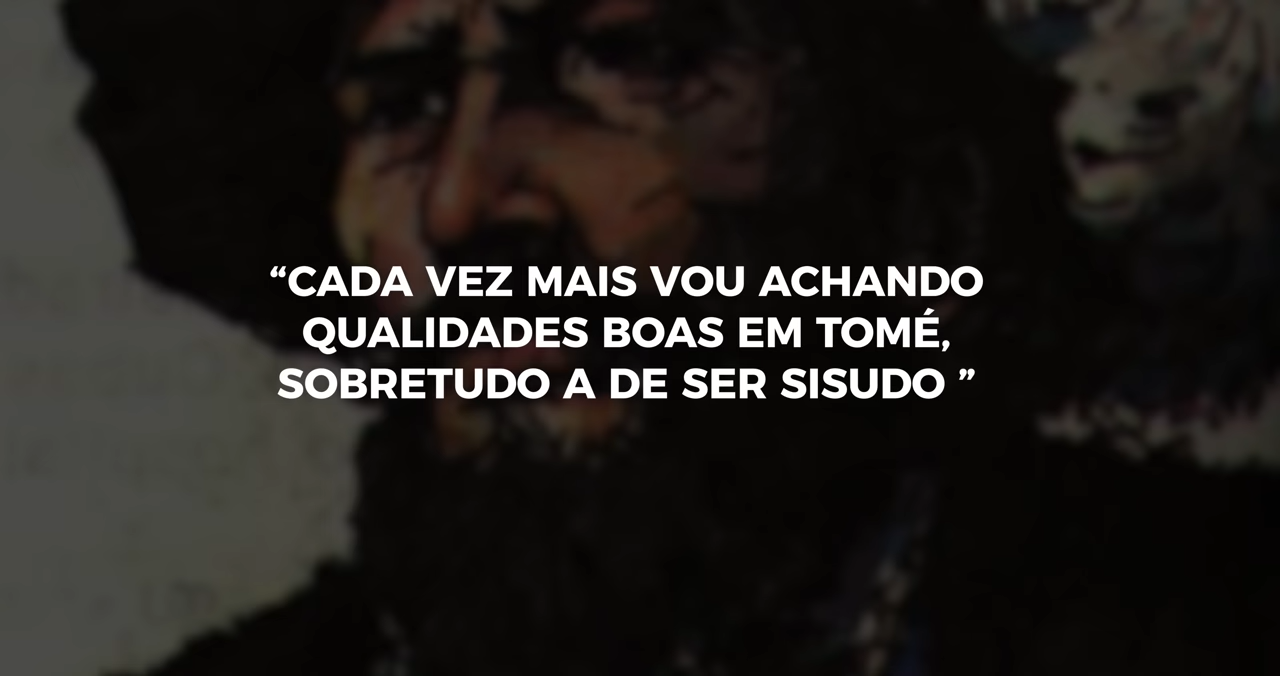 “CADA VEZ MAIS VOU ACHANDO
QUALIDADES BOAS EM TOMÉ,
SOBRETUDO A DE SER SISUDO ”